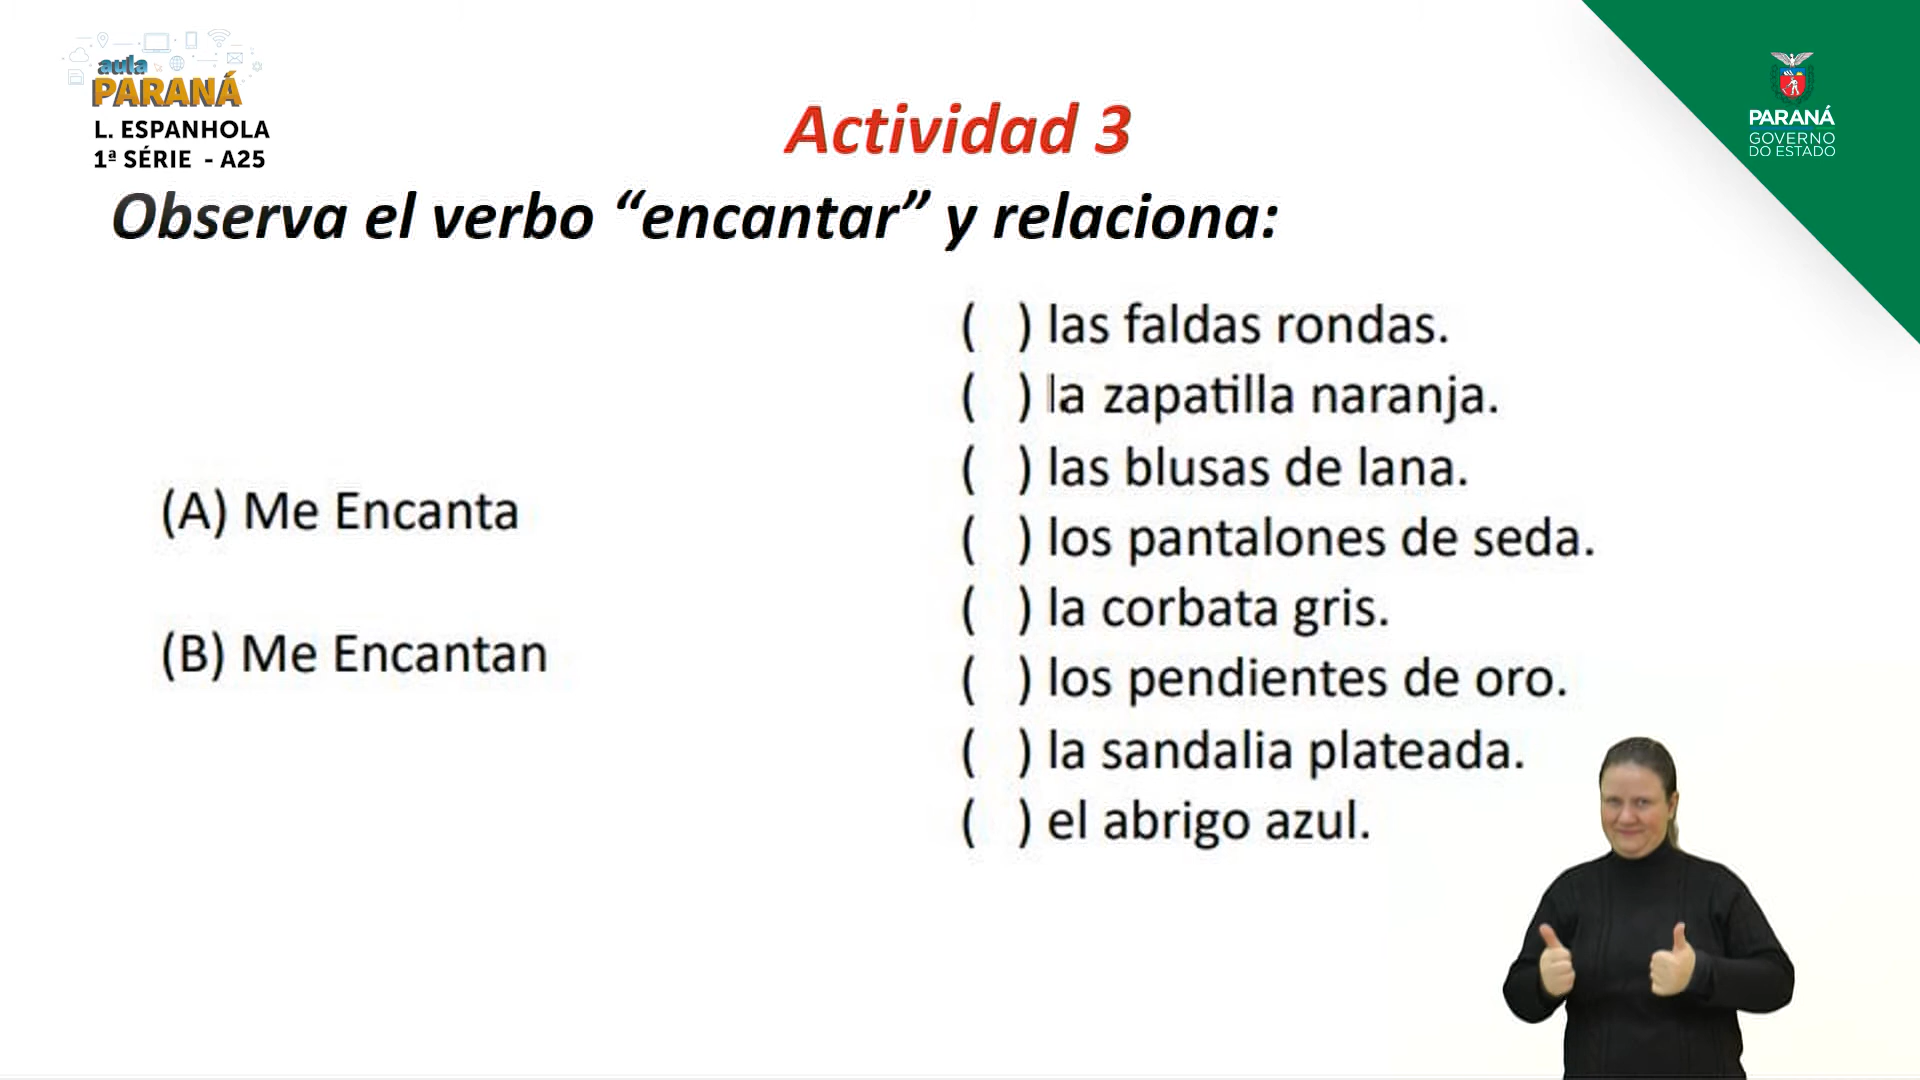 aula
PARANÁ
L. ESPANHOLA
1ª SÉRIE - A25
PARANÁ
GOVERNO
DO ESTADO
Actividad 3
Observa el verbo “encantar” y relaciona:
(A) Me Encanta
(B) Me Encantan
( ) las faldas rondas.
( ) la zapatilla naranja.
( ) las blusas de lana.
( ) los pantalones de seda.
( ) la corbata gris.
( ) los pendientes de oro.
( ) la sandalia plateada.
( ) el abrigo azul.